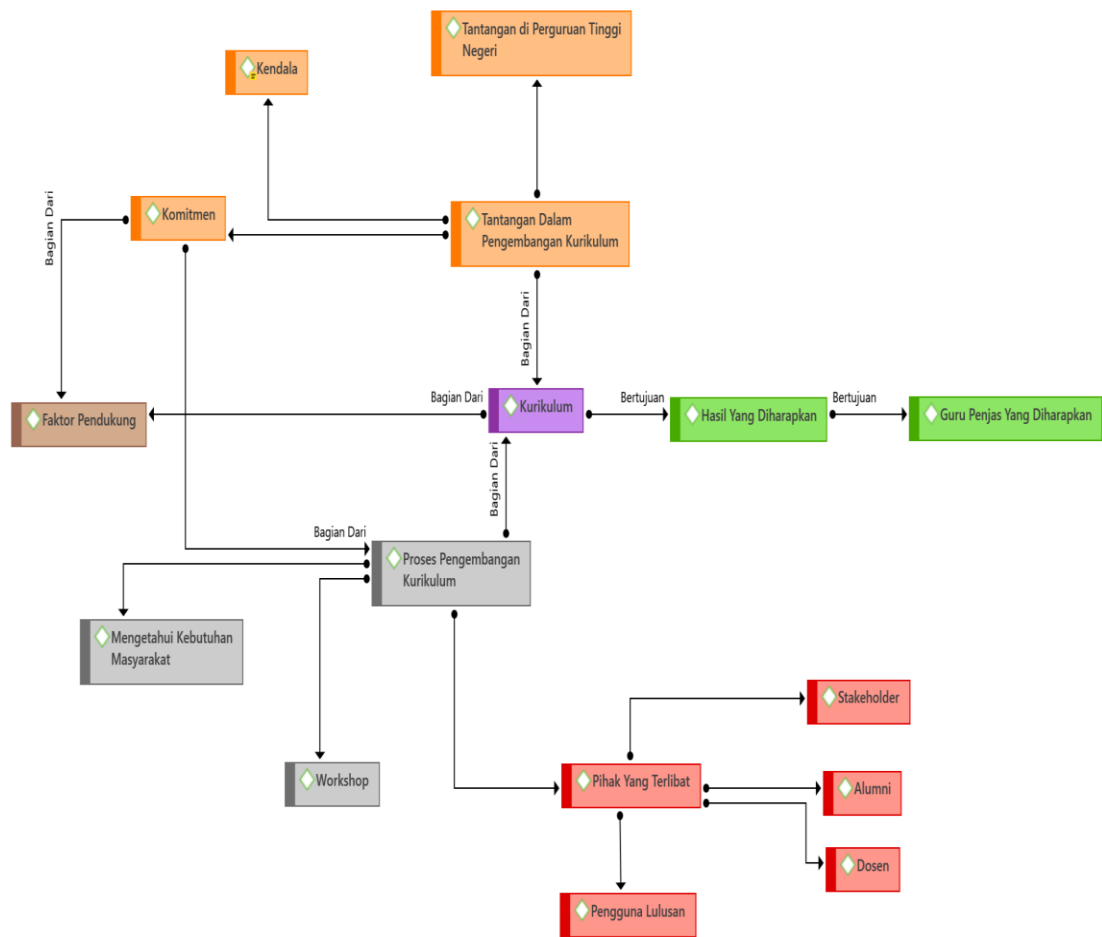 Tantangan di Perguruan Tinggi
Negeri
Kendala
Bagian Dari
Komitmen
Tantangan Dalam
Pengembangan Kurikulum
Bagian Dari
Faktor Pendukung
Bagian Dari
Kurikulum
Bertujuan
Hasil Yang Diharapkan
Bertujuan
Guru Penjas Yang Diharapkan
Bagian Dari
Bagian Dari
Proses Pengembangan
Kurikulum
Mengetahui Kebutuhan
Masyarakat
Stakeholder
Workshop
Pihak Yang Terlibat
Alumni
Dosen
Pengguna Lulusan